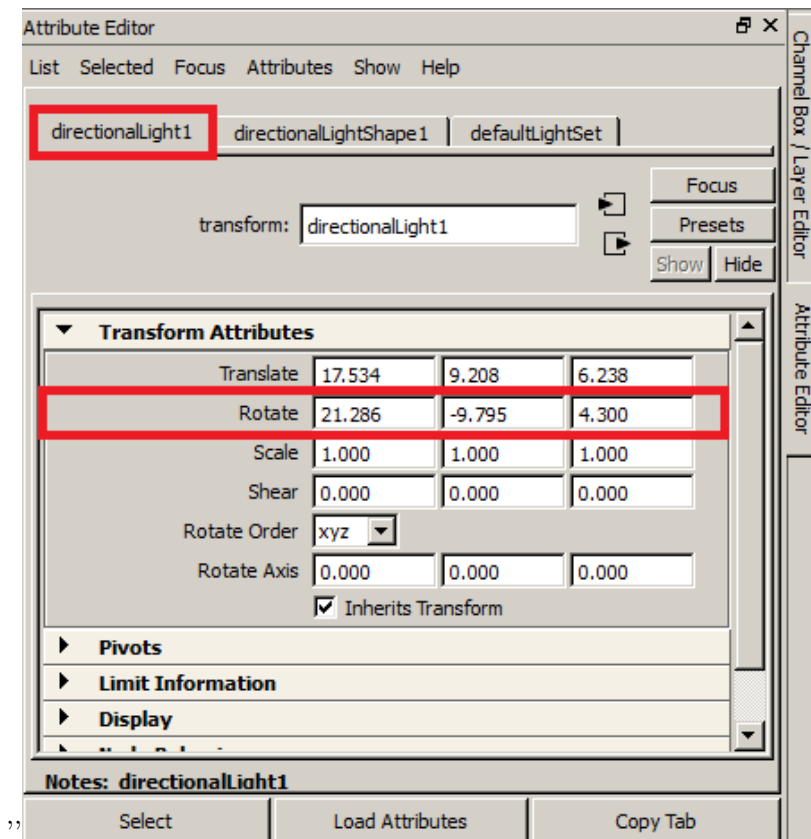 Attribute Editor
List Selected Focus Attributes Show Help
directionalLight1 directionalLightShape1 defaultLightSet
Focus
transform: directionalLight1
Presets
Show Hide
Transform Attributes
Translate 17.534 9.208 6.238
Rotate 21.286 -9.795 4.300
Scale 1.000 1.000 1.000
Shear 0.000 0.000 0.000
Rotate Order xyz
Rotate Axis 0.000 0.000 0.000
Inherits Transform
Pivots
Limit Information
Display
Notes: directionalLight1
,, Select Load Attributes Copy Tab
Channel Box / Layer Editor
Attribute Editor